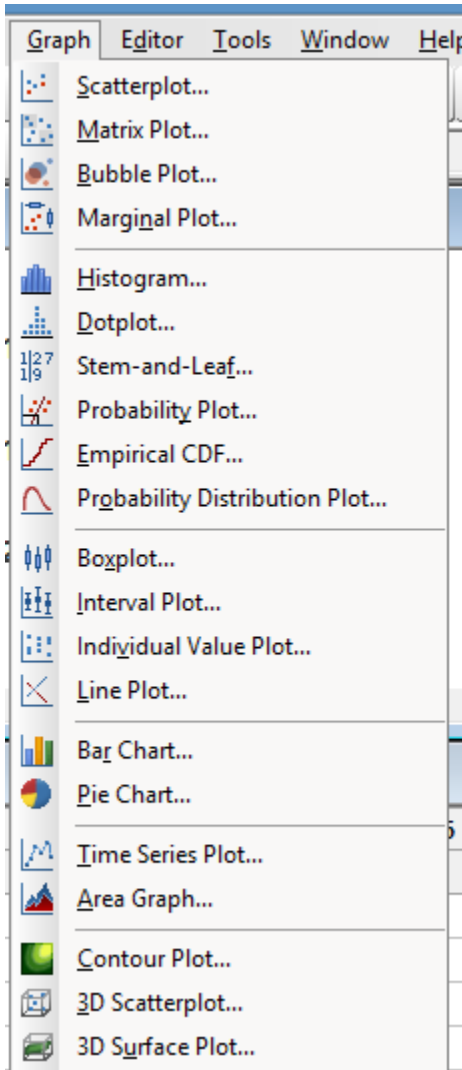 Graph Editor Tools Window Help
Scatterplot...
Matrix Plot...
Bubble Plot...
Marginal Plot...
Histogram...
Dotplot...
Stem-and-Leaf...
Probability Plot...
Empirical CDF...
Probability Distribution Plot...
Boxplot...
Interval Plot...
Individual Value Plot...
Line Plot...
Bar Chart...
Pie Chart...
Time Series Plot...
Area Graph...
Contour Plot...
3D Scatterplot...
3D Surface Plot...